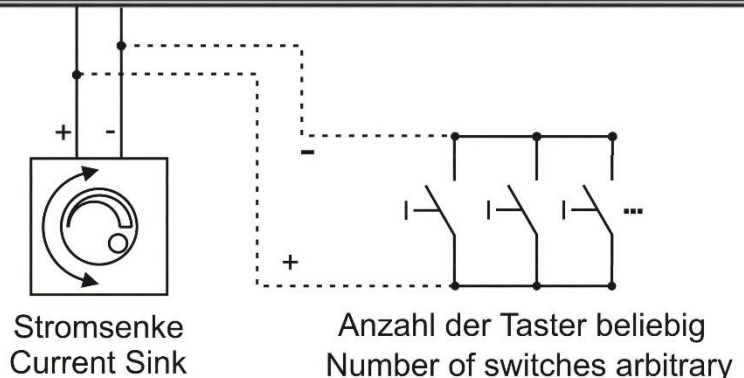 + -
-
+
...
Stromsenke
Current Sink
Anzahl der Taster beliebig
Number of switches arbitrary